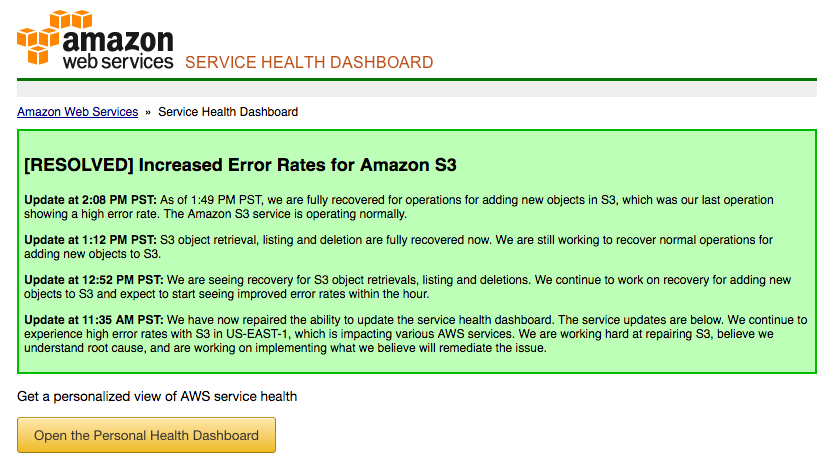 amazon
web services SERVICE HEALTH DASHBOARD
Amazon Web Services » Service Health Dashboard
[RESOLVED] Increased Error Rates for Amazon S3
Update at 2:08 PM PST: As of 1:49 PM PST, we are fully recovered for operations for adding new objects in S3, which was our last operation
showing a high error rate. The Amazon S3 service is operating normally.
Update at 1:12 PM PST: S3 object retrieval, listing and deletion are fully recovered now. We are still working to recover normal operations for
adding new objects to S3.
Update at 12:52 PM PST: We are seeing recovery for S3 object retrievals, listing and deletions. We continue to work on recovery for adding new
objects to S3 and expect to start seeing improved error rates within the hour.
Update at 11:35 AM PST: We have now repaired the ability to update the service health dashboard. The service updates are below. We continue to
experience high error rates with S3 in US-EAST-1, which is impacting various AWS services. We are working hard at repairing S3, believe we
understand root cause, and are working on implementing what we believe will remediate the issue.
Get a personalized view of AWS service health
Open the Personal Health Dashboard